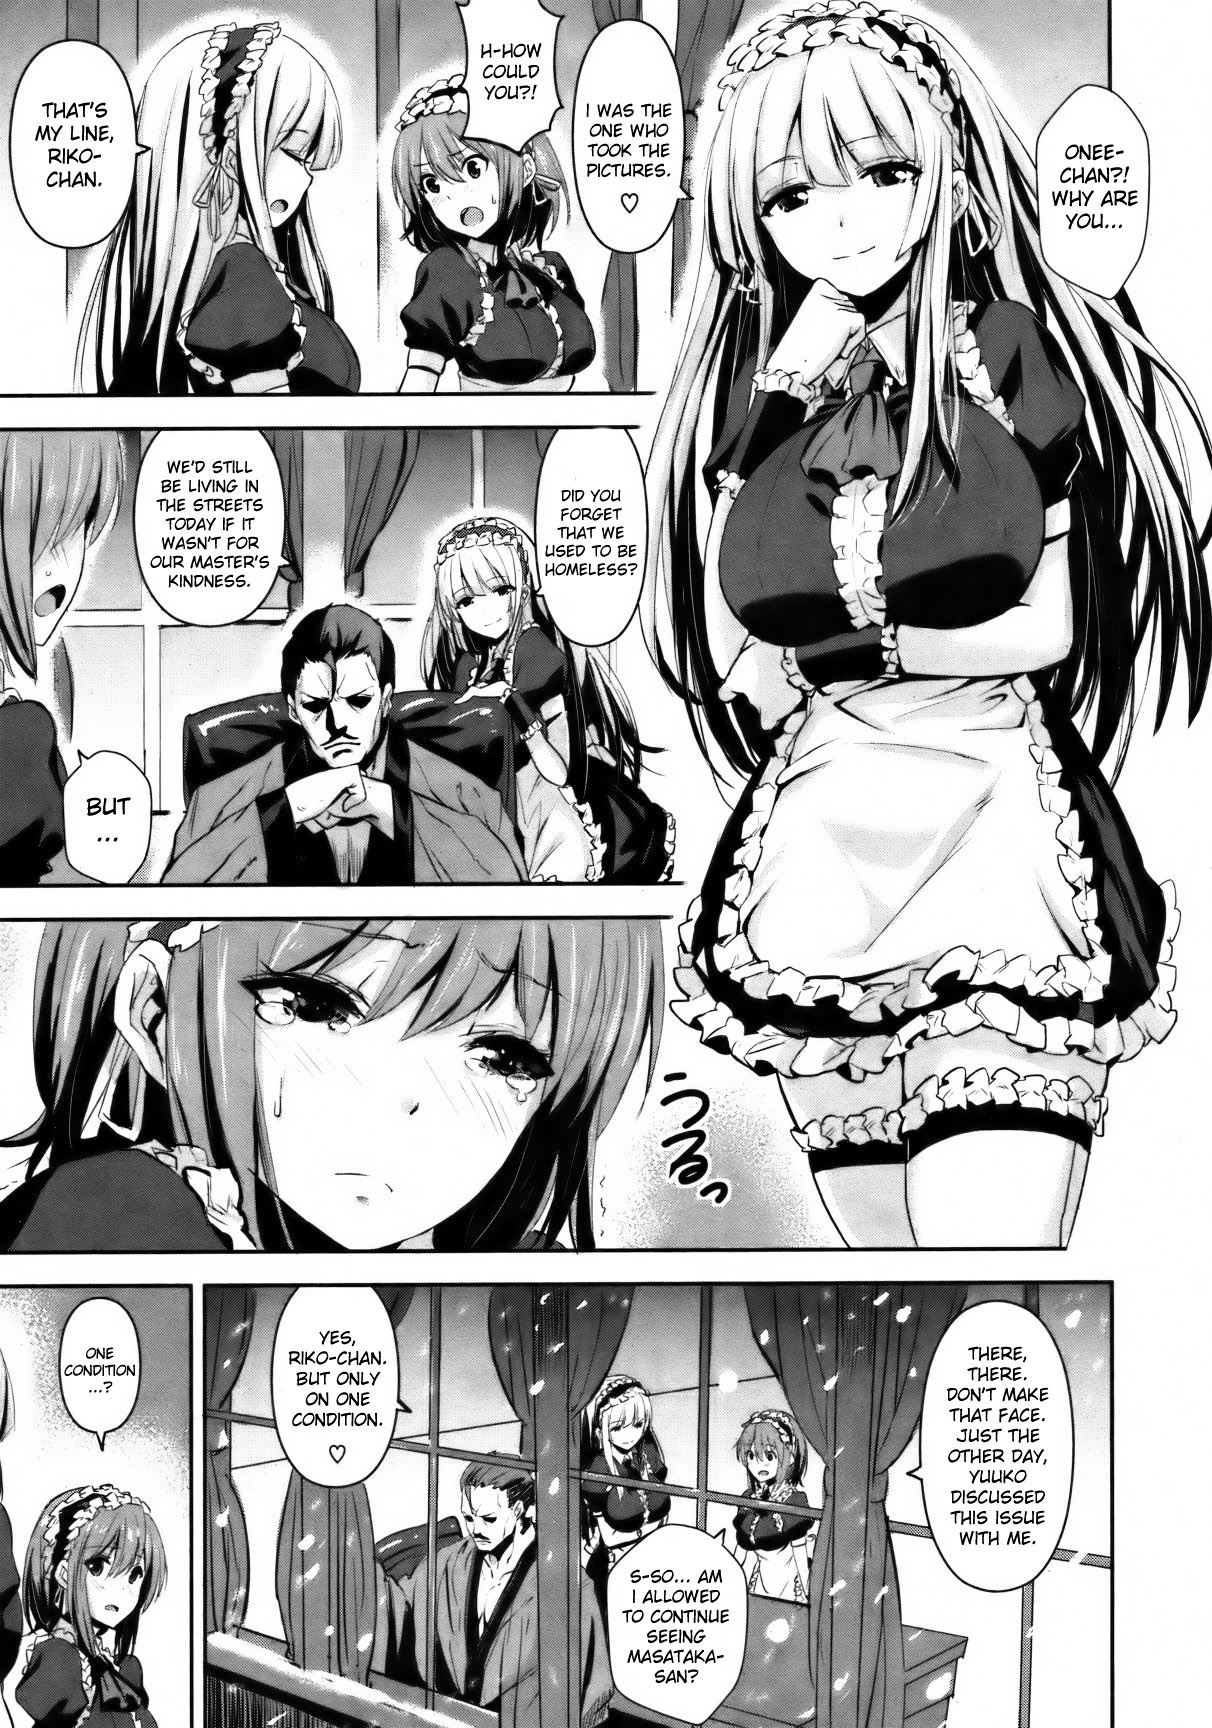 ONEE-
CHAN?!
WHY ARE
YOU...
I WAS THE
ONE WHO
TOOK THE
PICTURES.
♡
H-HOW
COULD
YOU?!
THAT'S
MY LINE,
RIKO-
CHAN.
DID YOU
FORGET
THAT WE
USED TO BE
HOMELESS?
WE'D STILL
BE LIVING IN
THE STREETS
TODAY IF IT
WASN'T FOR
OUR MASTER'S
KINDNESS.
BUT
...
うるっ
THERE,
THERE.
DON'T MAKE
THAT FACE.
JUST THE
OTHER DAY,
YUUKO
DISCUSSED
THIS ISSUE
WITH ME.
S-SO... AM
I ALLOWED
TO CONTINUE
SEEING
MASATAKA-
SAN?
YES,
RIKO-CHAN.
BUT ONLY
ON ONE
CONDITION.
♡
ONE
CONDITION
...?